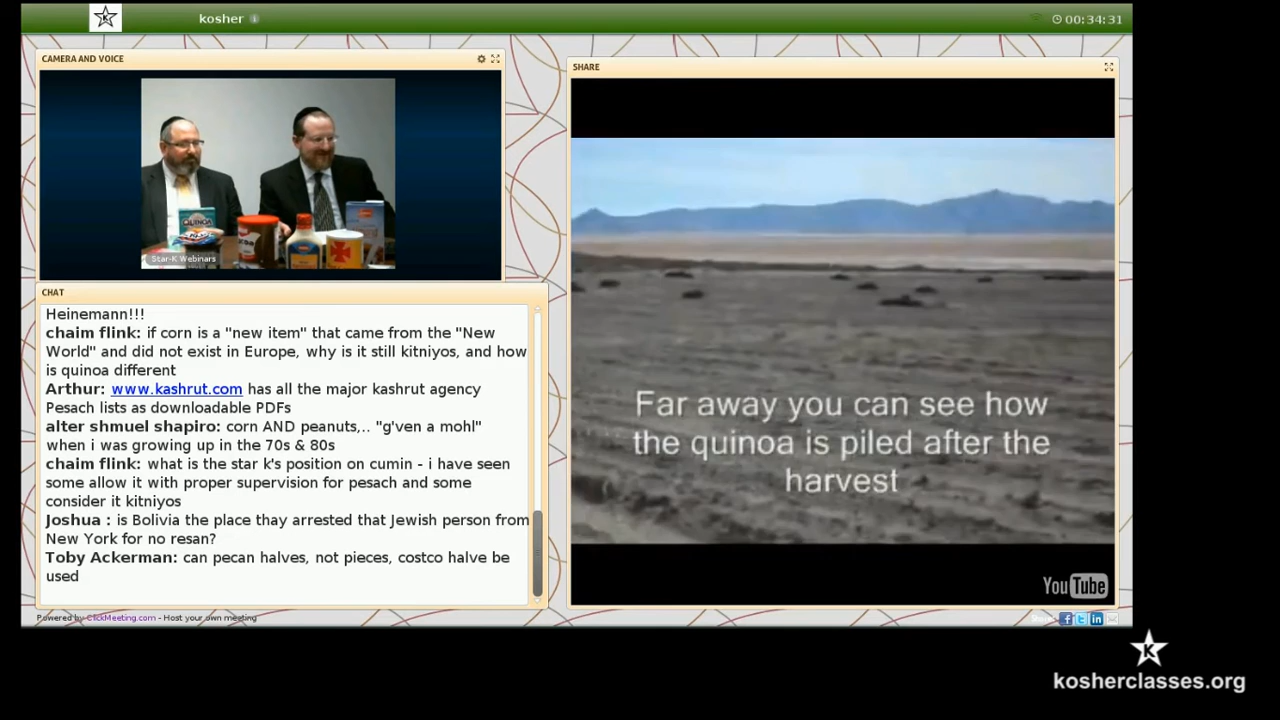 K
kosher
00:34:31
CAMERA AND VOICE
QUINOA
Star-K Webinars
SHARE
Far away you can see how
the quinoa is piled after the
harvest
YouTube
CHAT
Heinemann!!!
chaim flink: if corn is a "new item" that came from the "New
World" and did not exist in Europe, why is it still kitniyos, and how
is quinoa different
Arthur: www.kashrut.com has all the major kashrut agency
Pesach lists as downloadable PDFs
alter shmuel shapiro: corn AND peanuts,.. "g'ven a mohl"
when i was growing up in the 70s & 80s
chaim flink: what is the star k's position on cumin - i have seen
some allow it with proper supervision for pesach and some
consider it kitniyos
Joshua : is Bolivia the place thay arrested that Jewish person from
New York for no resan?
Toby Ackerman: can pecan halves, not pieces, costco halve be
used
Powered by ClickMeeting.com - Host your own meeting
K
kosherclasses.org